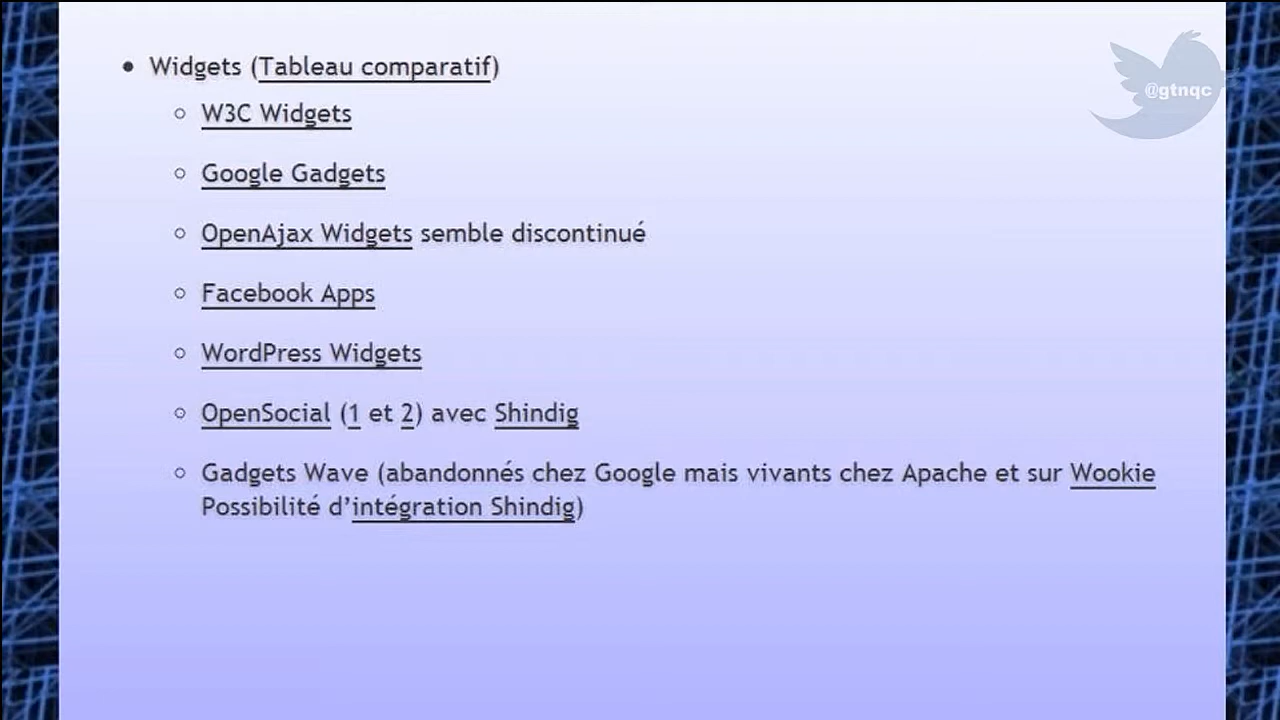 • Widgets (Tableau comparatif)
@gtnqc
○ W3C Widgets
○ Google Gadgets
○ OpenAjax Widgets semble discontinué
○ Facebook Apps
○ WordPress Widgets
○ OpenSocial (1 et 2) avec Shindig
○ Gadgets Wave (abandonnés chez Google mais vivants chez Apache et sur Wookie
Possibilité d’intégration Shindig)